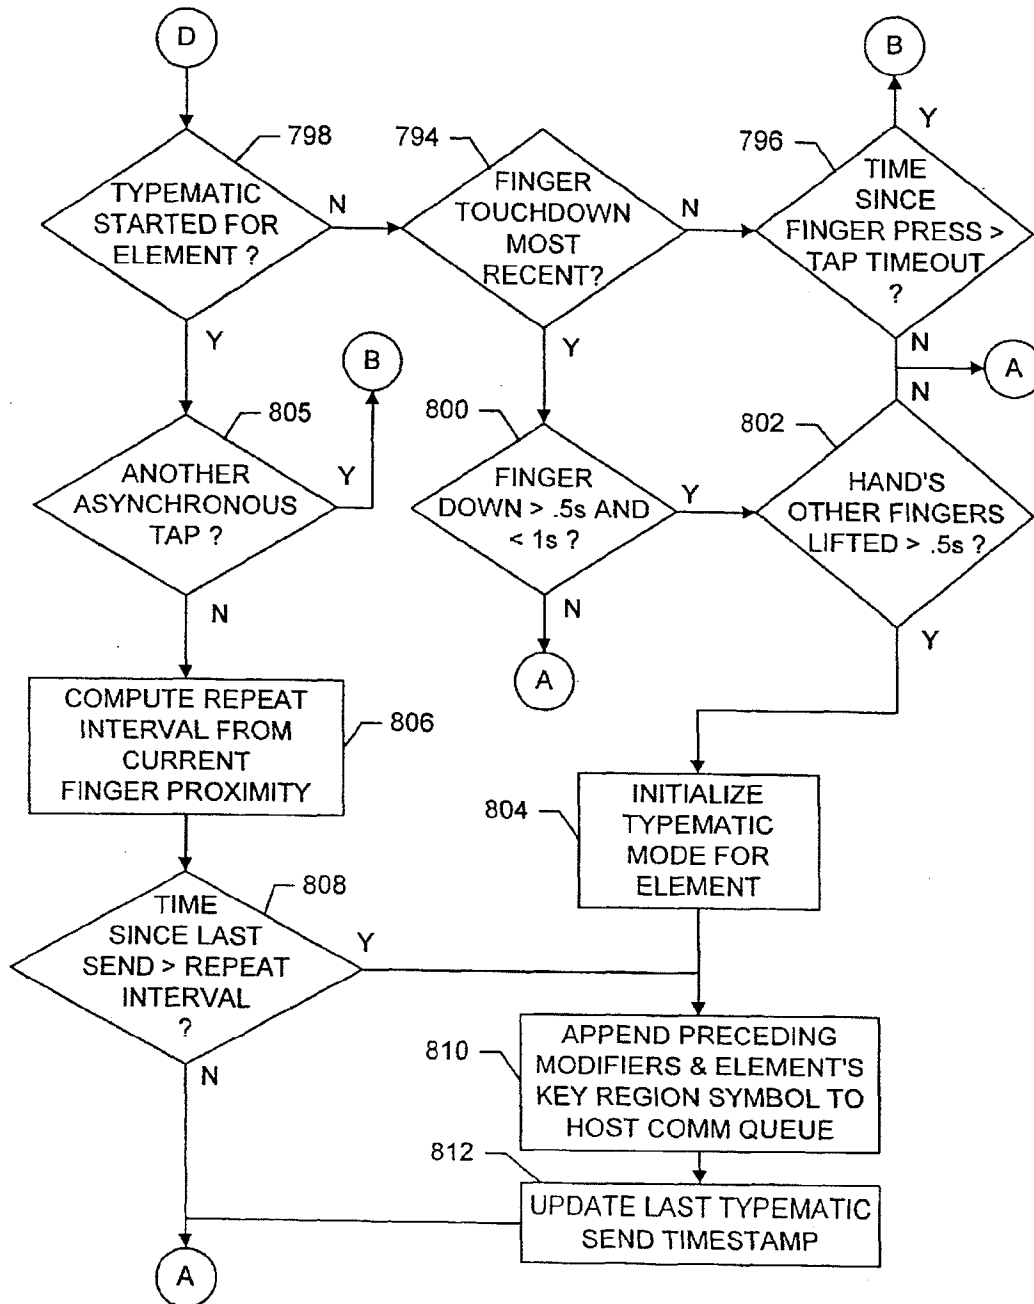 D
B
798
794
796
TYPEMATIC
STARTED FOR
ELEMENT ?
N
FINGER
TOUCHDOWN
MOST
RECENT?
N
Y
TIME
SINCE
FINGER PRESS >
TAP TIMEOUT
?
Y
Y
N
B
A
805
800
802
N
ANOTHER
ASYNCHRONOUS
TAP ?
Y
FINGER
DOWN > .5s AND
< 1s ?
Y
HAND'S
OTHER FINGERS
LIFTED > .5s ?
N
N
Y
A
COMPUTE REPEAT
INTERVAL FROM
CURRENT
FINGER PROXIMITY
806
804
INITIALIZE
TYPEMATIC
MODE FOR
ELEMENT
808
TIME
SINCE LAST
SEND > REPEAT
INTERVAL
?
Y
N
810
APPEND PRECEDING
MODIFIERS & ELEMENT'S
KEY REGION SYMBOL TO
HOST COMM QUEUE
812
UPDATE LAST TYPEMATIC
SEND TIMESTAMP
A